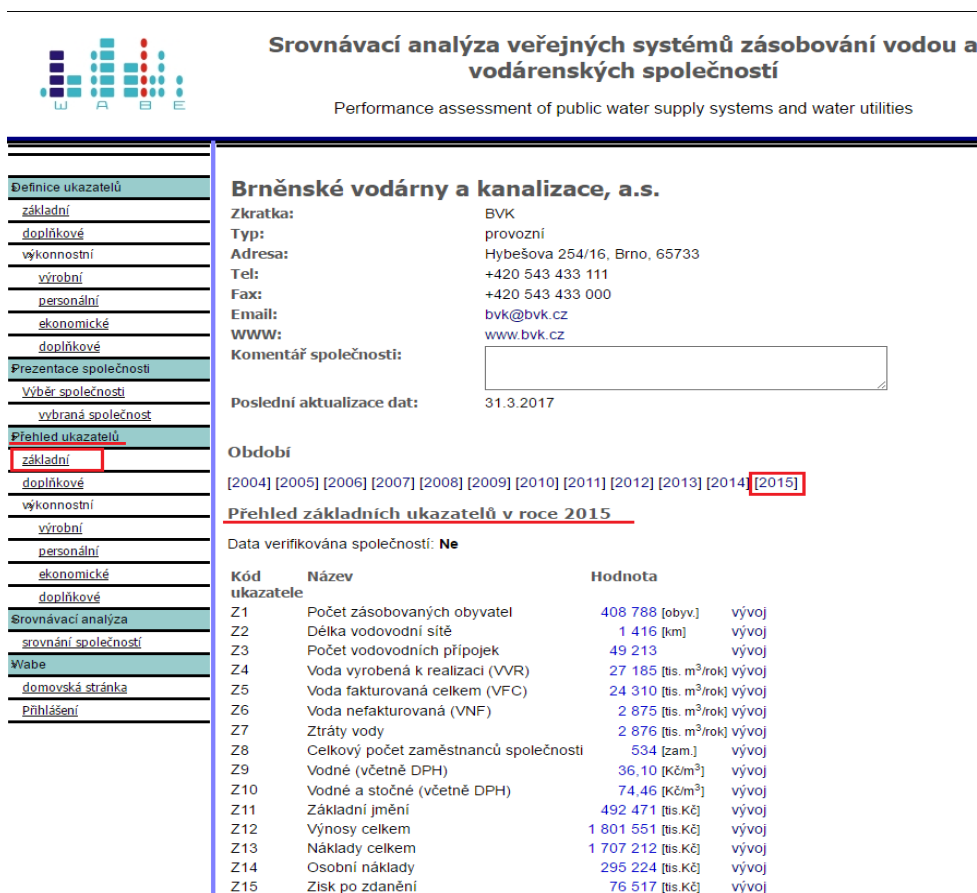 WABE
Srovnávací analýza veřejných systémů zásobování vodou a
vodárenských společností
Performance assessment of public water supply systems and water utilities
Definice ukazatelů
základní
doplňkové
výkonnostní
výrobní
personální
ekonomické
doplňkové
Prezentace společnosti
Výběr společnosti
vybraná společnost
Přehled ukazatelů
základní
doplňkové
výkonnostní
výrobní
personální
ekonomické
doplňkové
Srovnávací analýza
srovnání společností
Wabe
domovská stránka
Přihlášení
Brněnské vodárny a kanalizace, a.s.
Zkratka: BVK
Typ: provozní
Adresa: Hybešova 254/16, Brno, 65733
Tel: +420 543 433 111
Fax: +420 543 433 000
Email: bvk@bvk.cz
WWW: www.bvk.cz
Komentář společnosti:
Poslední aktualizace dat: 31.3.2017
Období
[2004] [2005] [2006] [2007] [2008] [2009] [2010] [2011] [2012] [2013] [2014] [2015]
Přehled základních ukazatelů v roce 2015
Data verifikována společností: Ne
Kód Název Hodnota
ukazatele
Z1 Počet zásobovaných obyvatel 408 788 [obyv.] vývoj
Z2 Délka vodovodní sítě 1 416 [km] vývoj
Z3 Počet vodovodních přípojek 49 213 vývoj
Z4 Voda vyrobená k realizaci (VVR) 27 185 [tis. m³/rok] vývoj
Z5 Voda fakturovaná celkem (VFC) 24 310 [tis. m³/rok] vývoj
Z6 Voda nefakturovaná (VNF) 2 875 [tis. m³/rok] vývoj
Z7 Ztráty vody 2 876 [tis. m³/rok] vývoj
Z8 Celkový počet zaměstnanců společnosti 534 [zam.] vývoj
Z9 Vodné (včetně DPH) 36,10 [Kč/m³] vývoj
Z10 Vodné a stočné (včetně DPH) 74,46 [Kč/m³] vývoj
Z11 Základní jmění 492 471 [tis.Kč] vývoj
Z12 Výnosy celkem 1 801 551 [tis.Kč] vývoj
Z13 Náklady celkem 1 707 212 [tis.Kč] vývoj
Z14 Osobní náklady 295 224 [tis.Kč] vývoj
Z15 Zisk po zdanění 76 517 [tis.Kč] vývoj